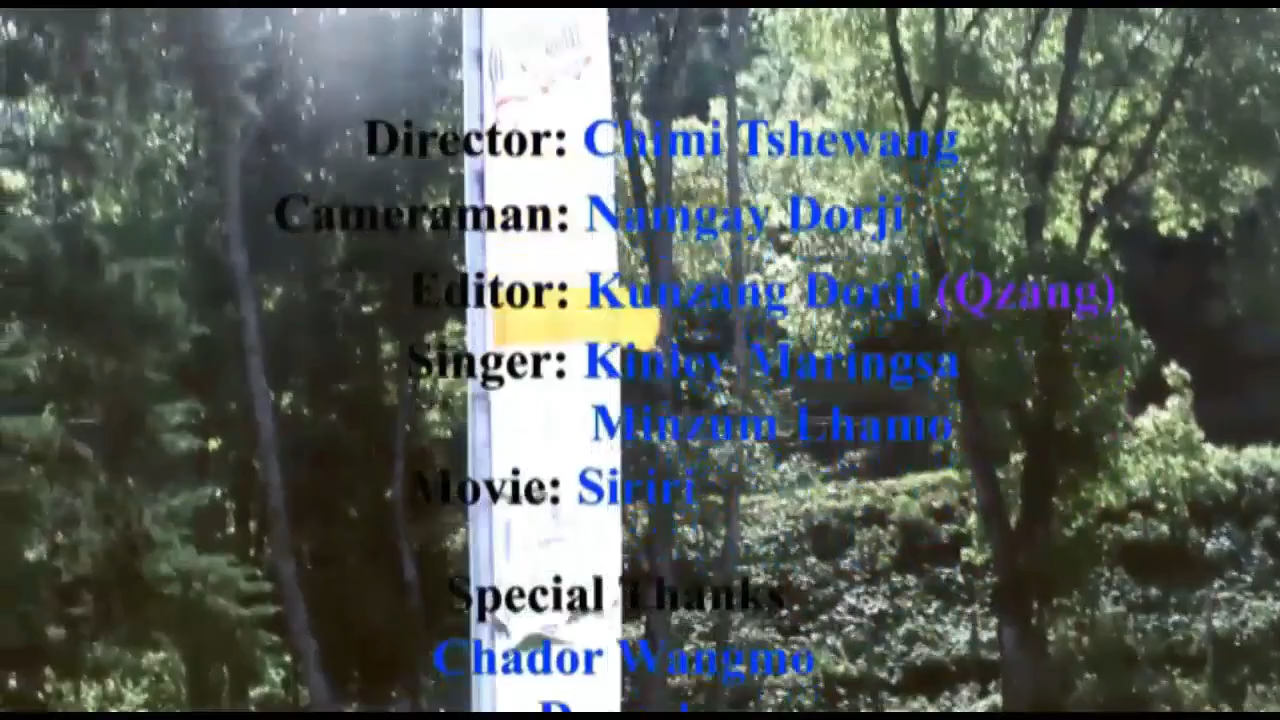 Director: Chimi Tshewang
Cameraman: Namgay Dorji
Editor: Kunzang Dorji (Qzang)
Singer: Kinley Maringsa
Minzum Lhamo
Movie: Siriri
Special Thanks
Chador Wangmo